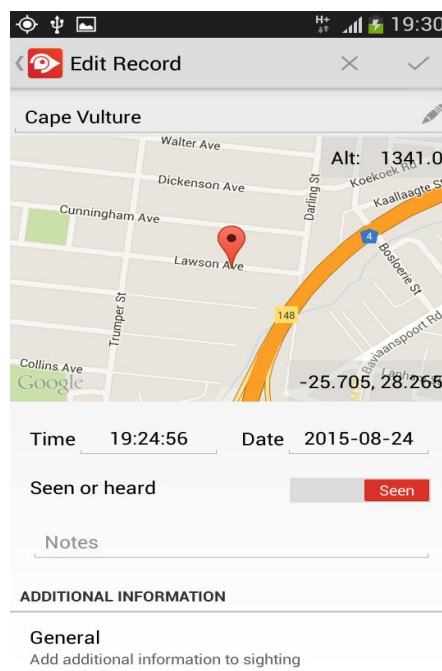 H+ 19:30
Edit Record
Cape Vulture
Walter Ave
Alt: 1341.0
Koekoek Rd
Dickenson Ave
Darling St
Kaallaagte S
Cunningham Ave
4
Lawson Ave
Bosloerie St
Trumper St
148
Baviaanspoort Rd
Collins Ave
Google
-25.705, 28.265
Time 19:24:56 Date 2015-08-24
Seen or heard Seen
Notes
ADDITIONAL INFORMATION
General
Add additional information to sighting